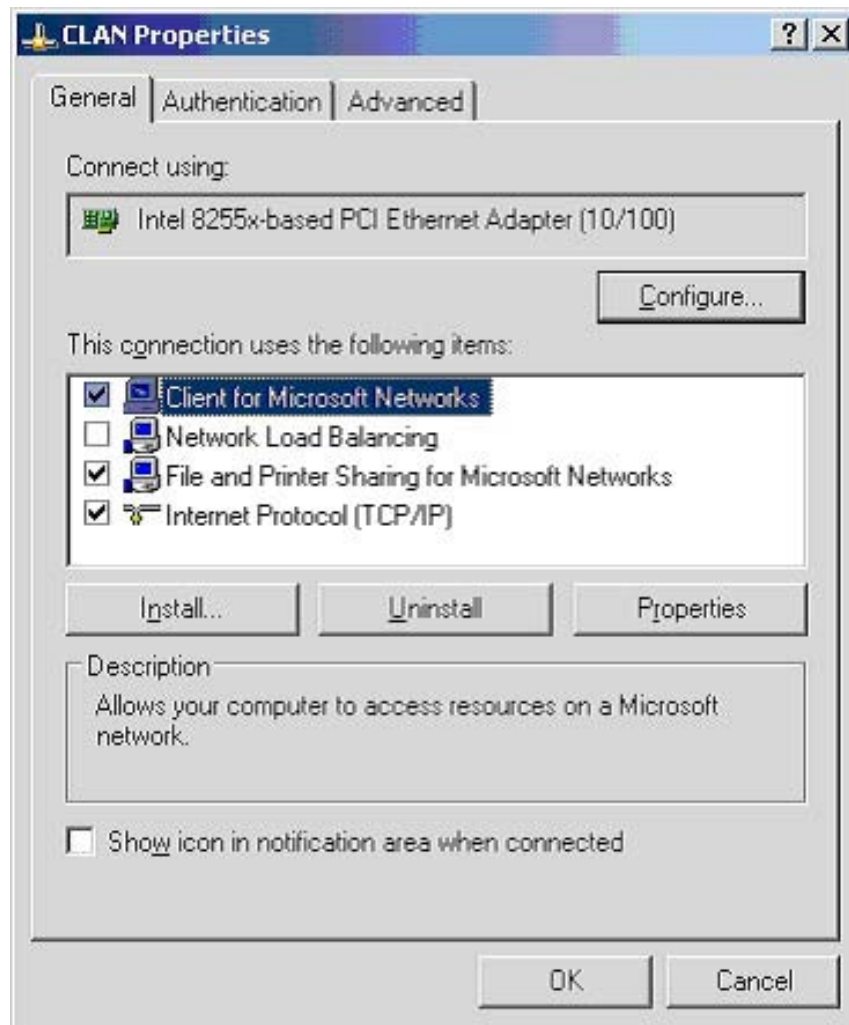 CLAN Properties
General Authentication Advanced
Connect using:
Intel 8255x-based PCI Ethernet Adapter (10/100)
Configure...
This connection uses the following items:
Client for Microsoft Networks
Network Load Balancing
File and Printer Sharing for Microsoft Networks
Internet Protocol (TCP/IP)
Install... Uninstall Properties
Description
Allows your computer to access resources on a Microsoft
network.
Show icon in notification area when connected
OK Cancel